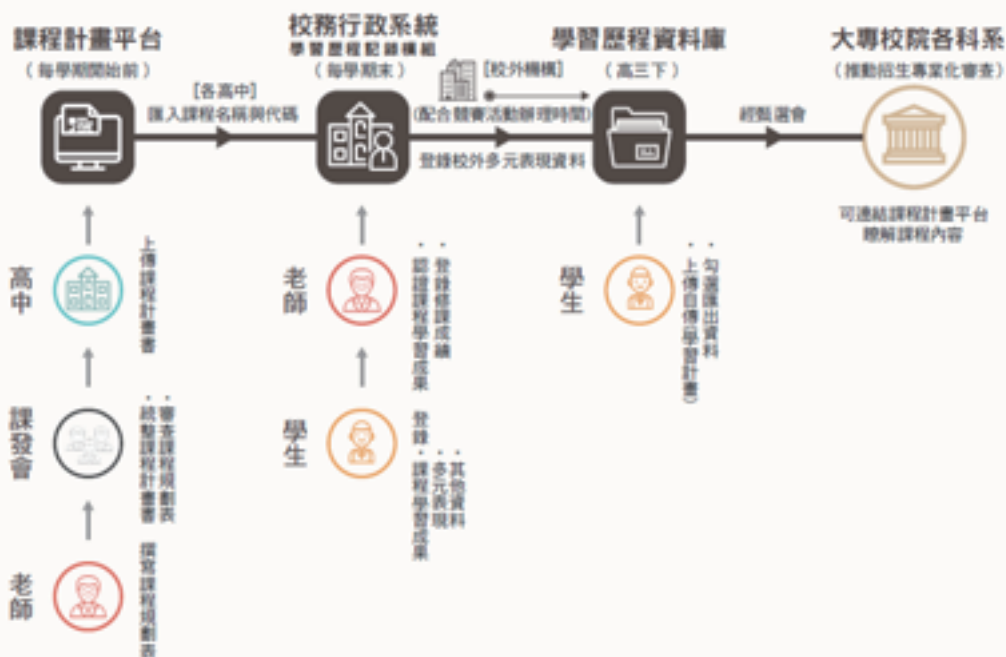 課程計畫平台
（每學期開始前）
[各高中]
匯入課程名稱與代碼
校務行政系統
學習歷程記錄模組
（每學期末）
[校外機構]
(配合競賽活動辦理時間)
登錄校外多元表現資料
學習歷程資料庫
（高三下）
經甄選會
大專校院各科系
（推動招生專業化審查）
可連結課程計畫平台
瞭解課程內容
高中
上傳課程計畫書
課發會
・審查課程規劃表
・統整課程計畫書
老師
撰寫課程規劃表
老師
・登錄修課成績
・認證課程學習成果
學生
登錄
・課程學習成果
・多元表現
・其他資料
學生
・勾選匯出資料
・上傳自傳(學習計畫)